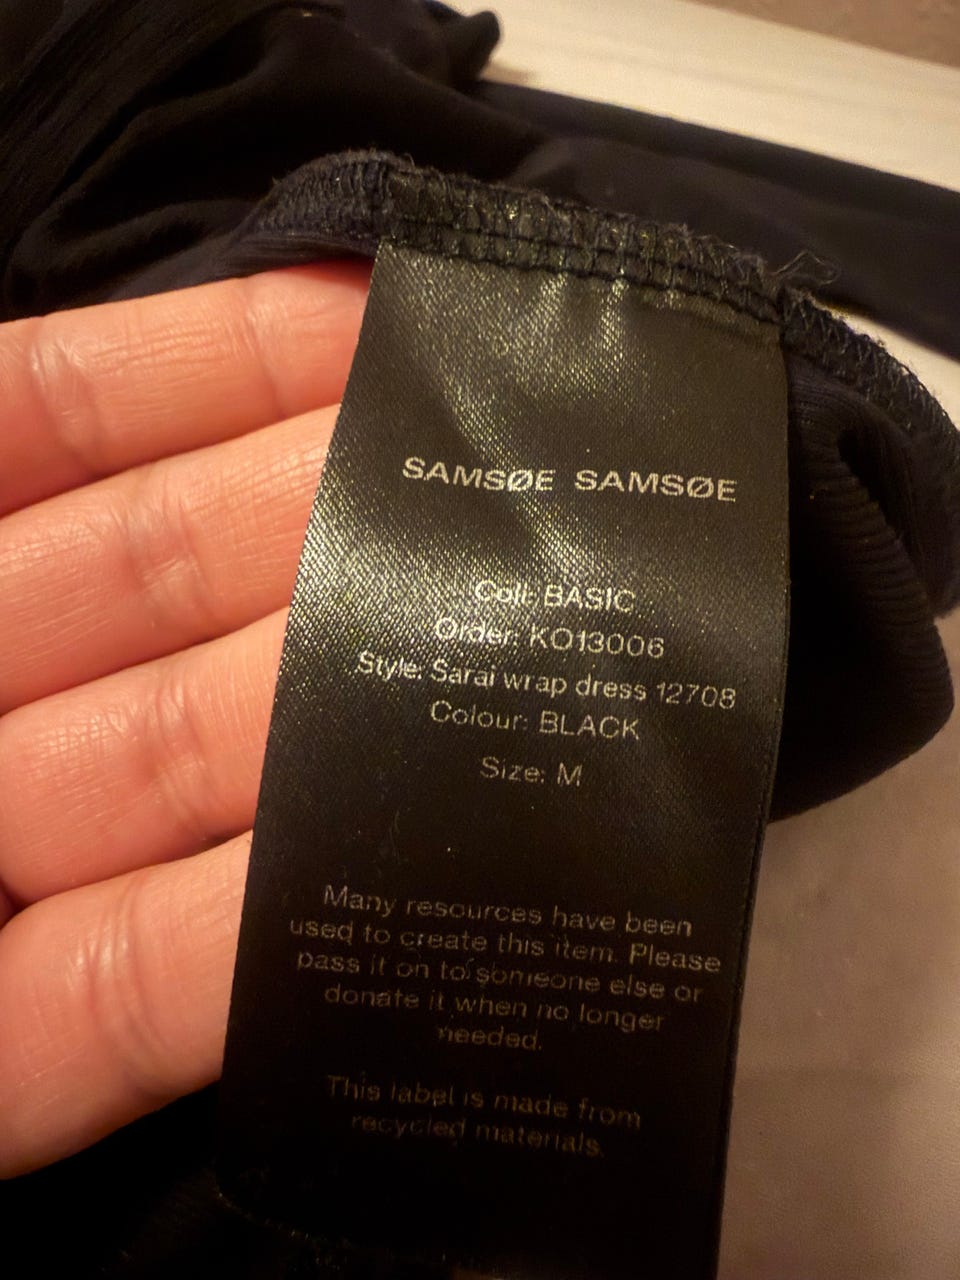 SAMSØE SAMSØE
Coll: BASIC
Order: KO13006
Style: Sarai wrap dress 12708
Colour: BLACK
Size: M
Many resources have been
used to create this item. Please
pass it on to someone else or
donate it when no longer
needed.
This label is made from
recycled materials.